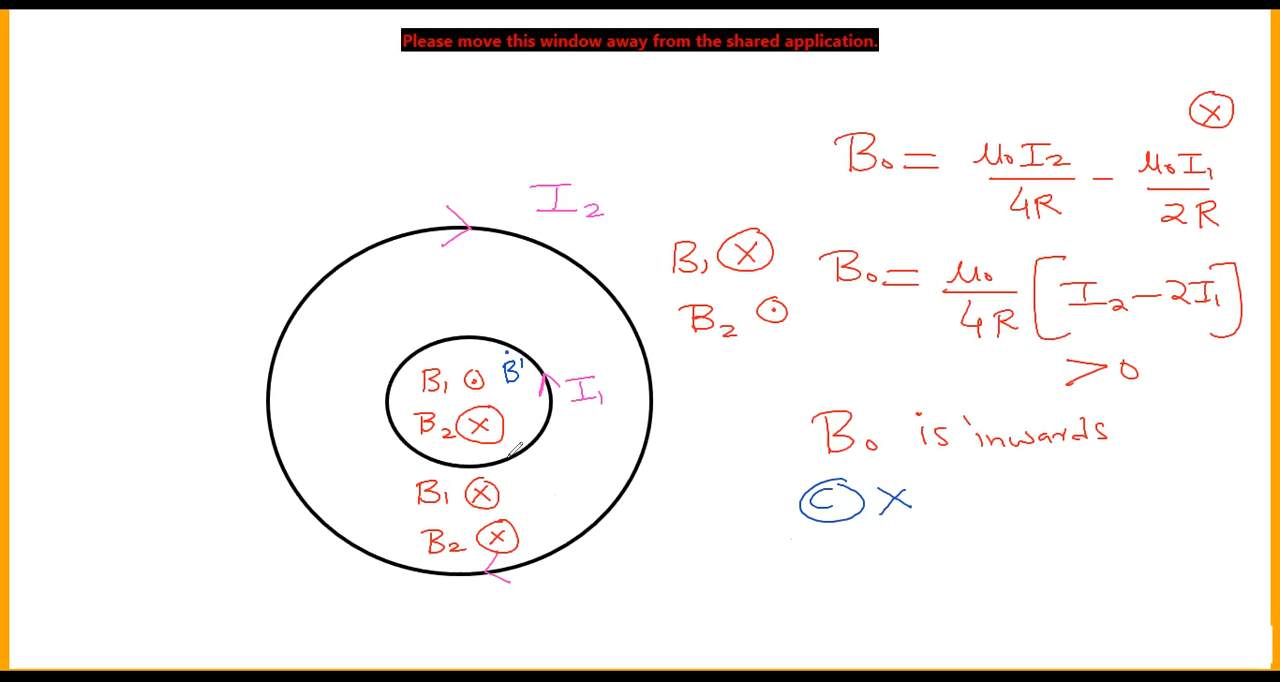 Please move this window away from the shared application.
I₂
B₀ = μ₀I₂/4R − μ₀I₁/2R ⊗
B₁ ⊗
B₂ ⊙
B₀ = μ₀/4R [I₂ − 2I₁]
> 0
B₁ ⊙ B'
B₂ ⊗
I₁
B₀ is inwards
B₁ ⊗
B₂ ⊗
C X